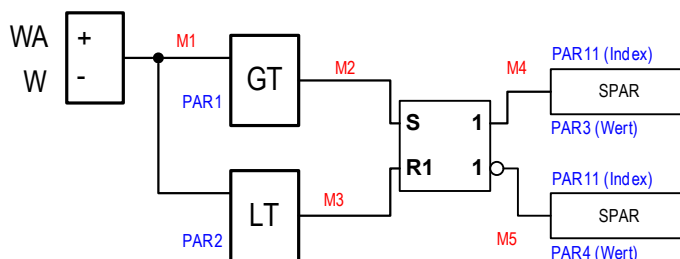 WA
+
W
-
M1
PAR1
GT
M2
PAR2
LT
M3
S
1
R1
1
M4
PAR11 (Index)
SPAR
PAR3 (Wert)
M5
PAR11 (Index)
SPAR
PAR4 (Wert)